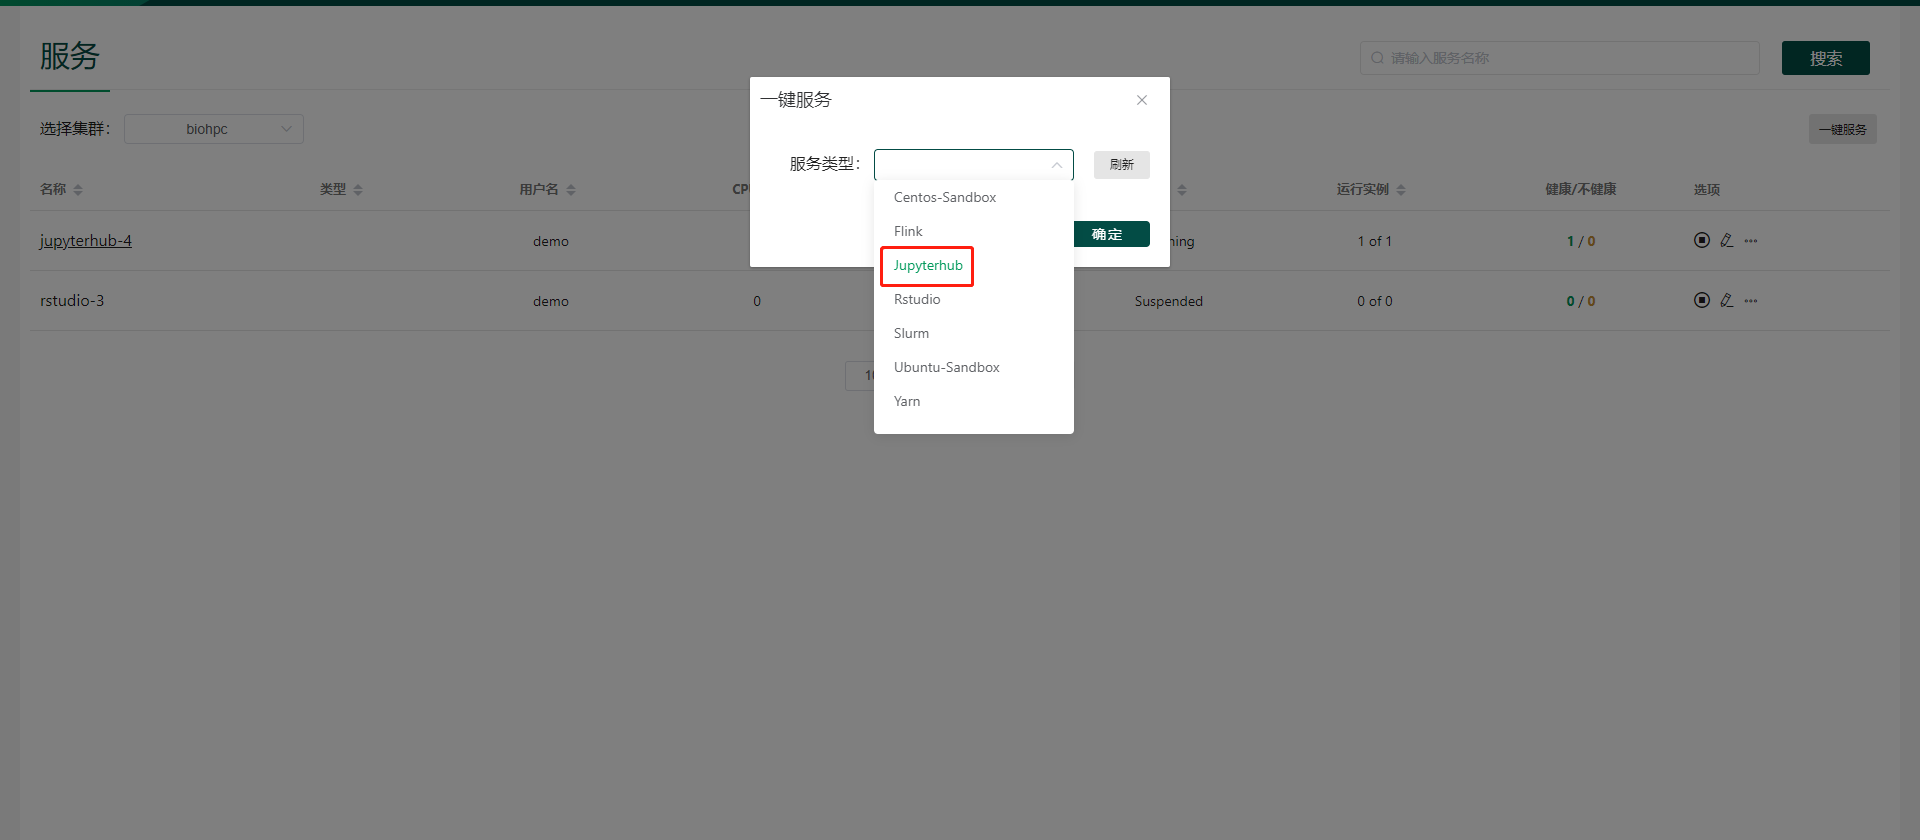 服务
请输入服务名称
搜索
一键服务
选择集群：
biohpc
一键服务
服务类型：
刷新
名称
类型
用户名
运行实例
健康/不健康
选项
Centos-Sandbox
Flink
确定
jupyterhub-4
demo
1 of 1
1 / 0
Jupyterhub
rstudio-3
demo
0
Rstudio
Suspended
0 of 0
0 / 0
Slurm
Ubuntu-Sandbox
Yarn